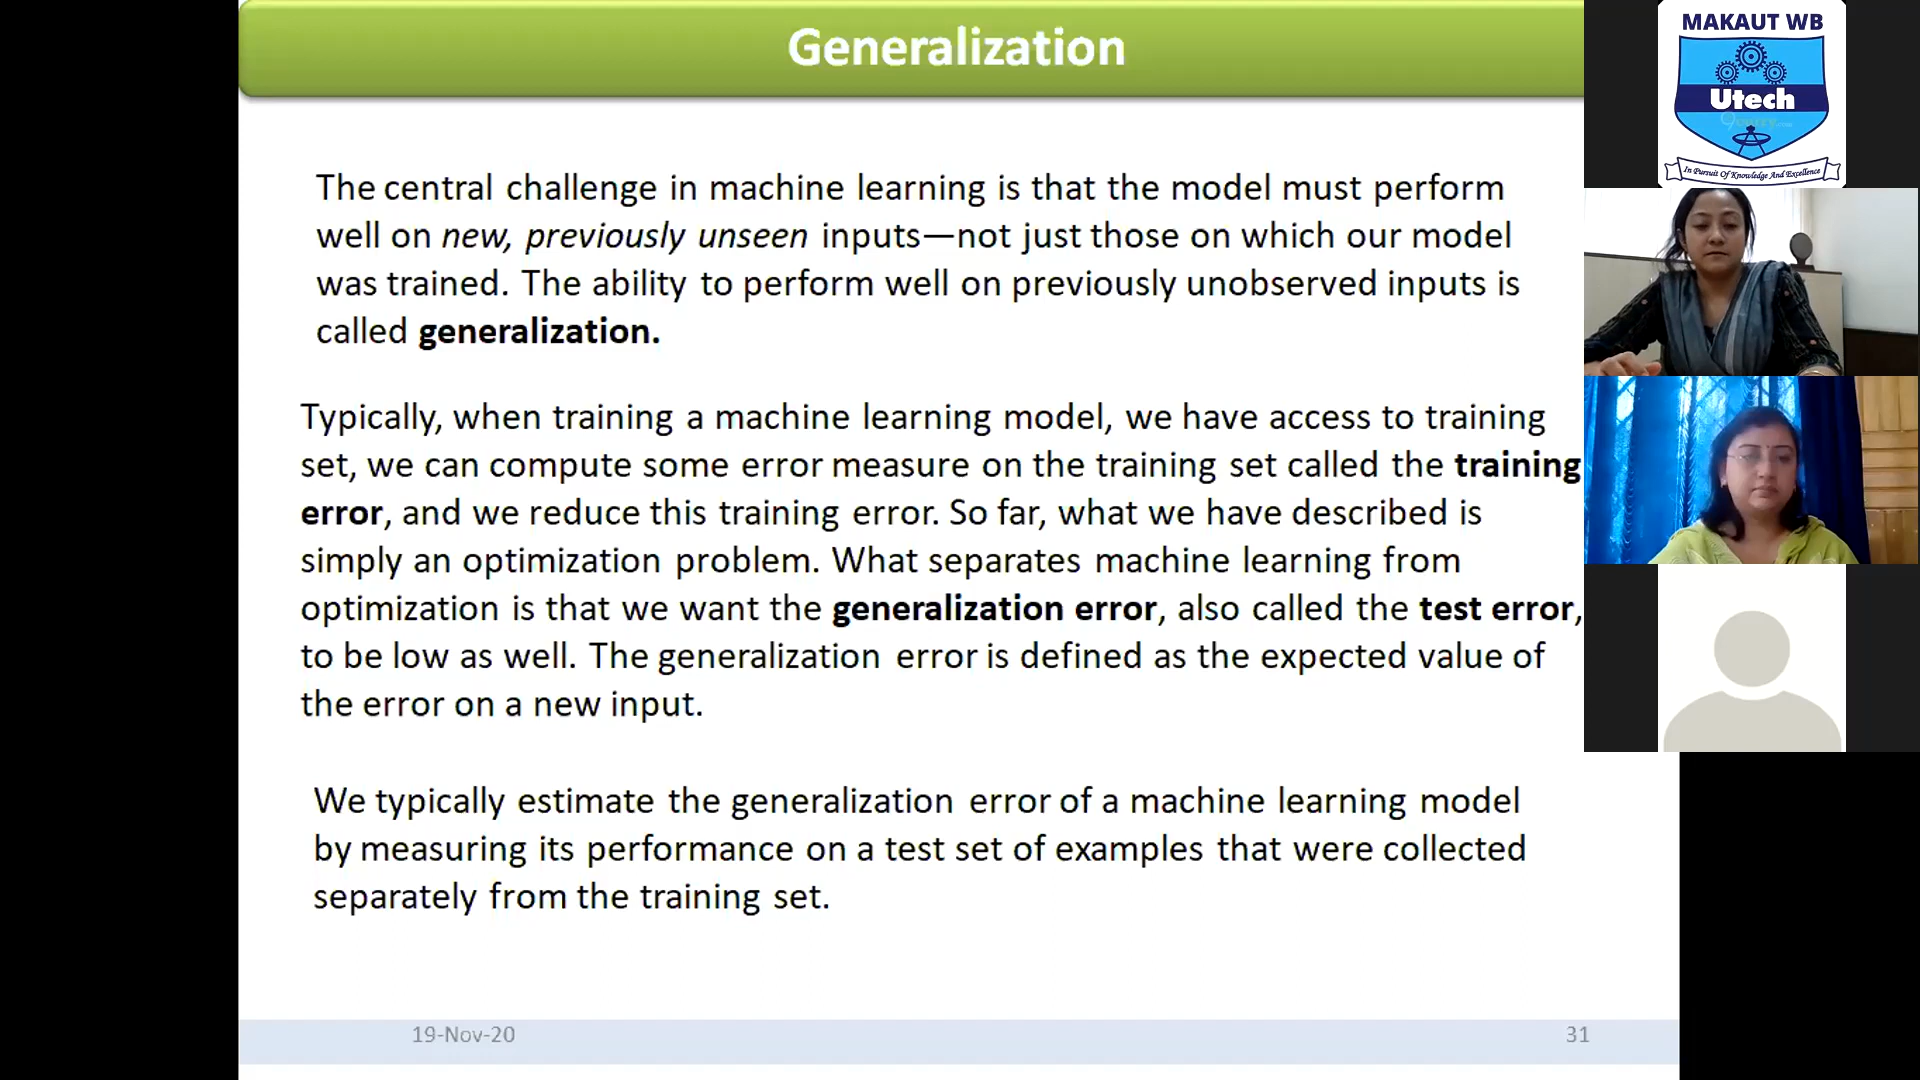 Generalization
The central challenge in machine learning is that the model must perform
well on new, previously unseen inputs—not just those on which our model
was trained. The ability to perform well on previously unobserved inputs is
called generalization.
Typically, when training a machine learning model, we have access to training
set, we can compute some error measure on the training set called the training
error, and we reduce this training error. So far, what we have described is
simply an optimization problem. What separates machine learning from
optimization is that we want the generalization error, also called the test error,
to be low as well. The generalization error is defined as the expected value of
the error on a new input.
We typically estimate the generalization error of a machine learning model
by measuring its performance on a test set of examples that were collected
separately from the training set.
19-Nov-20
31
MAKAUT WB
Utech
In Pursuit Of Knowledge And Excellence